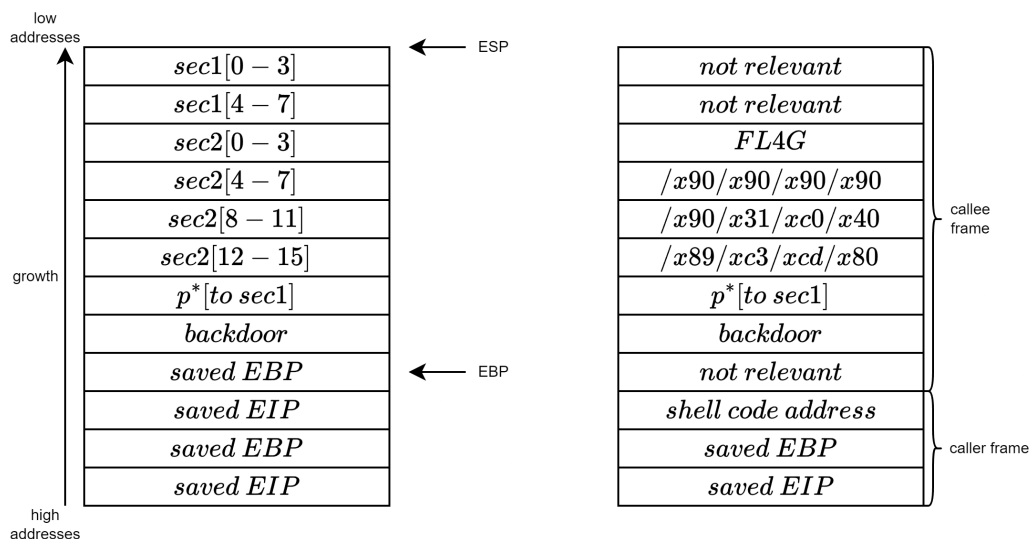 low
addresses
ESP
sec1[0 − 3]
not relevant
sec1[4 − 7]
not relevant
sec2[0 − 3]
FL4G
sec2[4 − 7]
/x90/x90/x90/x90
sec2[8 − 11]
/x90/x31/xc0/x40
callee
frame
sec2[12 − 15]
/x89/xc3/xcd/x80
growth
p*[to sec1]
p*[to sec1]
backdoor
backdoor
saved EBP
EBP
not relevant
saved EIP
shell code address
saved EBP
saved EBP
caller frame
saved EIP
saved EIP
high
addresses